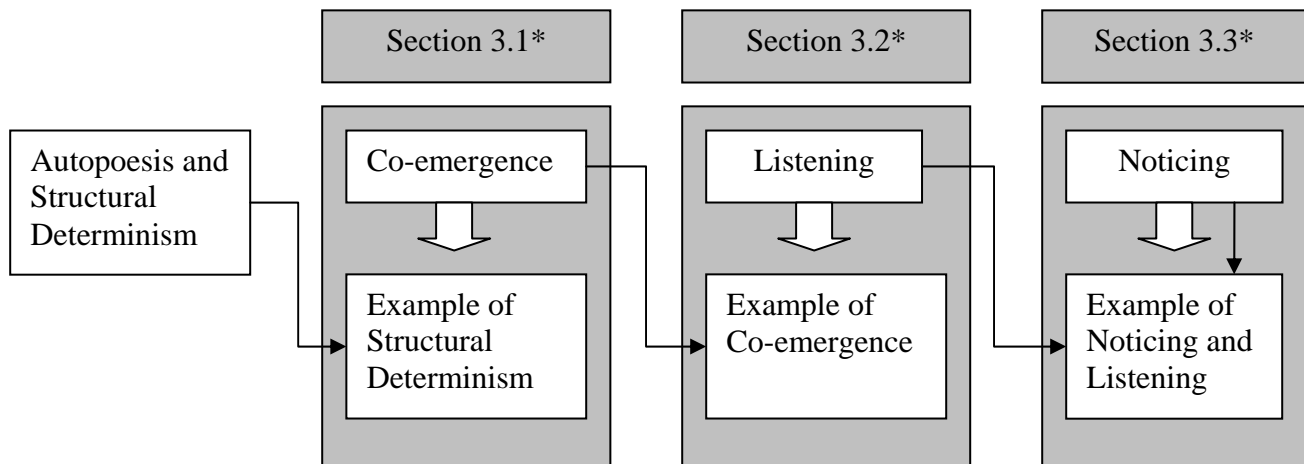 Section 3.1*
Section 3.2*
Section 3.3*
Autopoesis and
Structural
Determinism
Co-emergence
Listening
Noticing
Example of
Structural
Determinism
Example of
Co-emergence
Example of
Noticing and
Listening